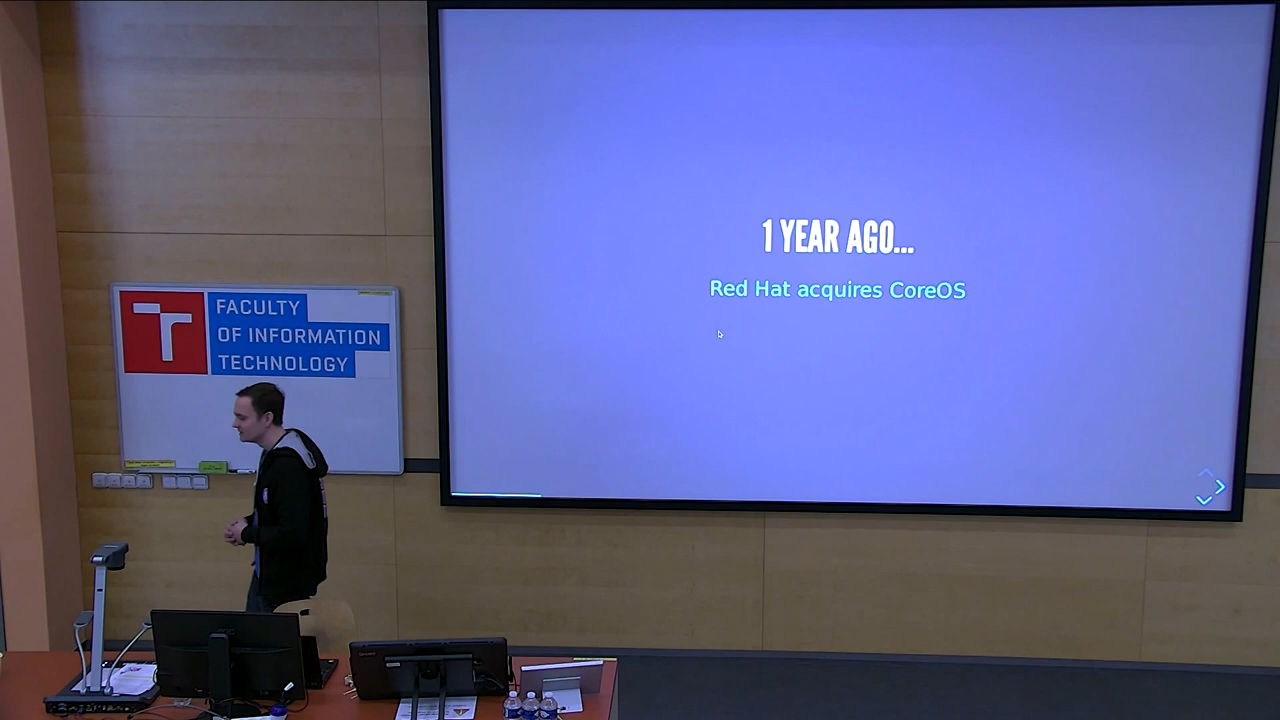 1 YEAR AGO...
Red Hat acquires CoreOS
FACULTY
OF INFORMATION
TECHNOLOGY